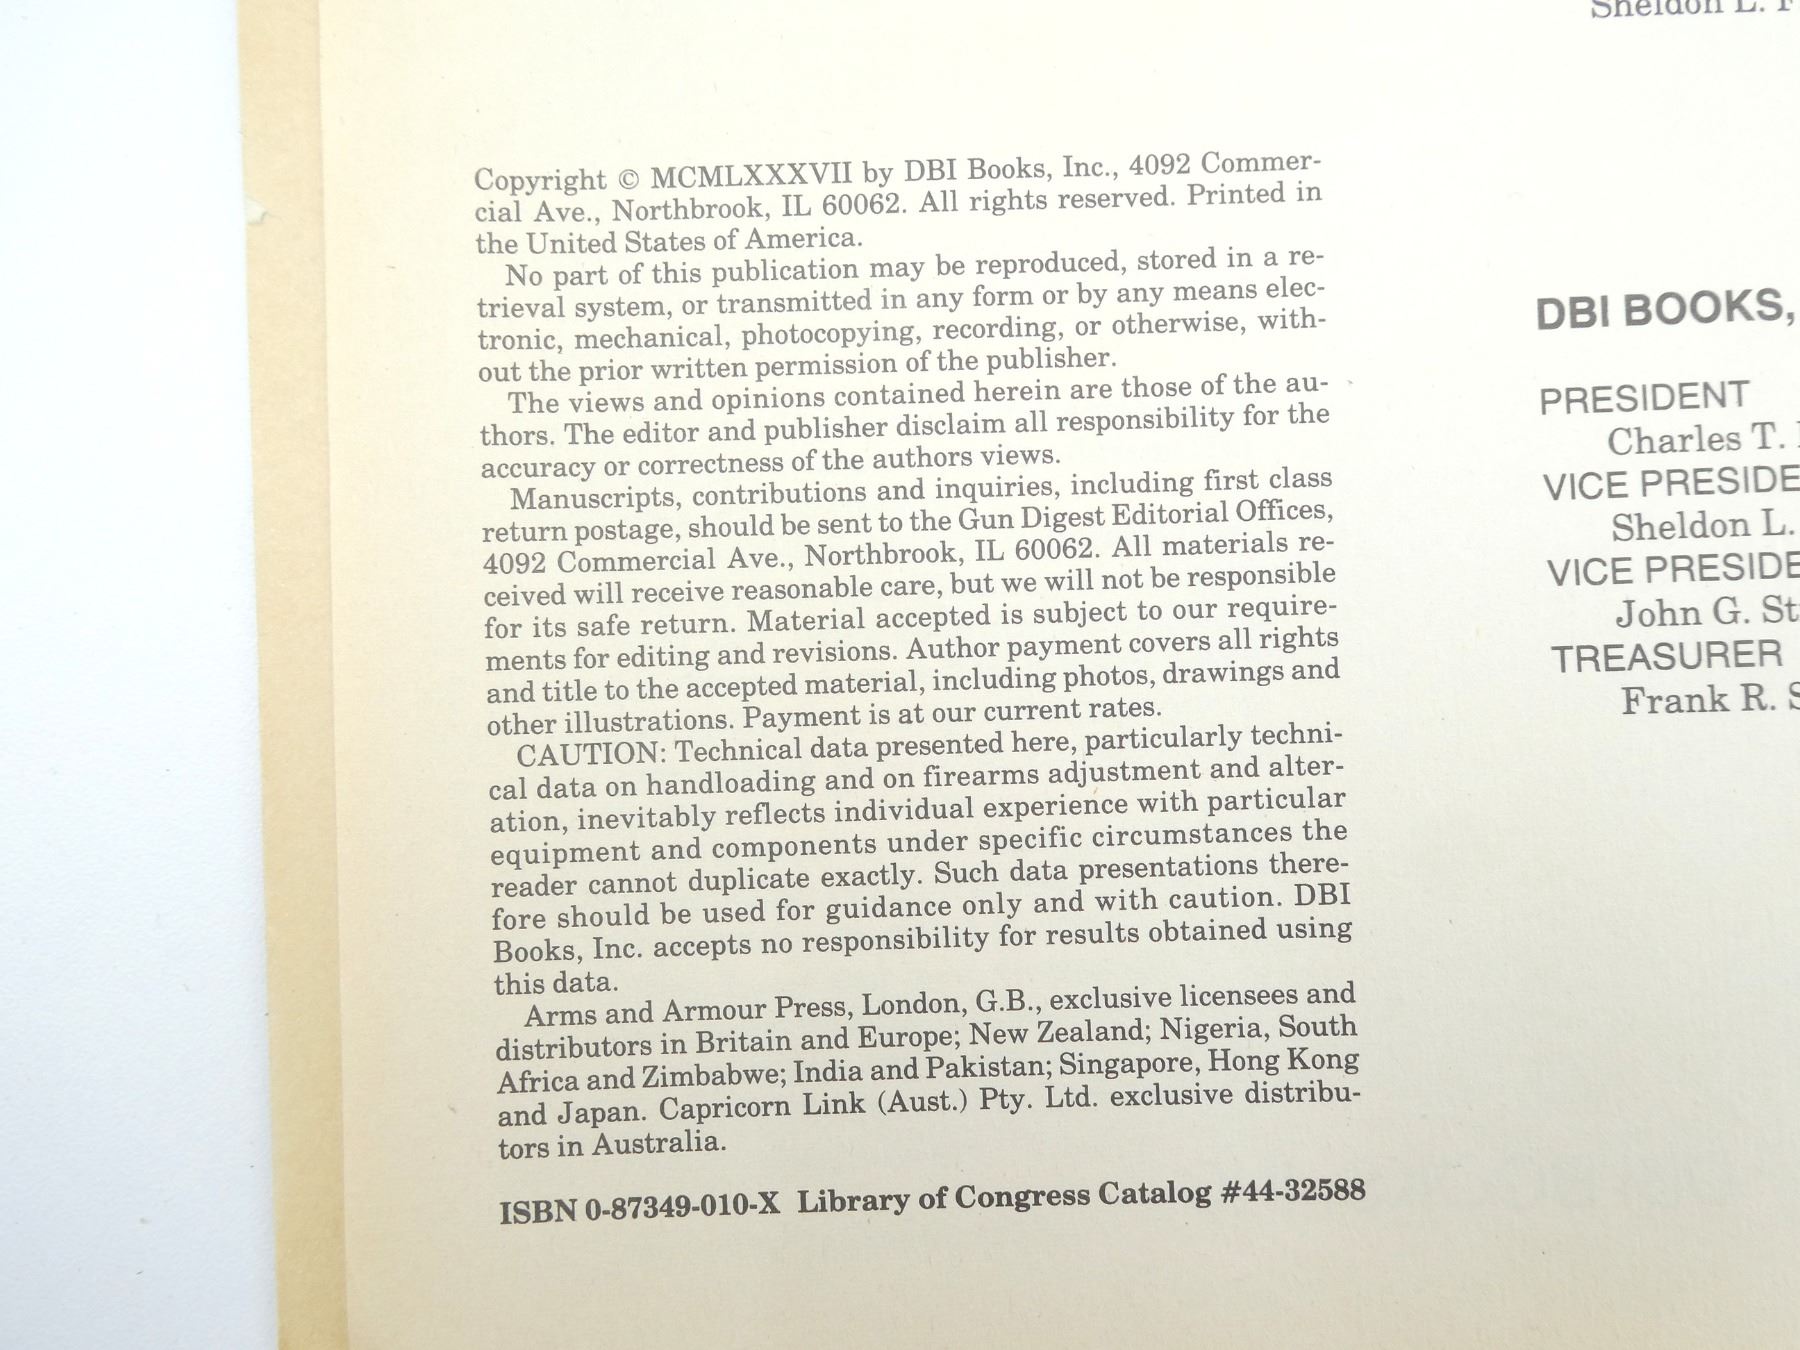 Sheldon L.
Copyright © MCMLXXXVII by DBI Books, Inc., 4092 Commer-
cial Ave., Northbrook, IL 60062. All rights reserved. Printed in
the United States of America.
No part of this publication may be reproduced, stored in a re-
trieval system, or transmitted in any form or by any means elec-
tronic, mechanical, photocopying, recording, or otherwise, with-
out the prior written permission of the publisher.
The views and opinions contained herein are those of the au-
thors. The editor and publisher disclaim all responsibility for the
accuracy or correctness of the authors views.
Manuscripts, contributions and inquiries, including first class
return postage, should be sent to the Gun Digest Editorial Offices,
4092 Commercial Ave., Northbrook, IL 60062. All materials re-
ceived will receive reasonable care, but we will not be responsible
for its safe return. Material accepted is subject to our require-
ments for editing and revisions. Author payment covers all rights
and title to the accepted material, including photos, drawings and
other illustrations. Payment is at our current rates.
CAUTION: Technical data presented here, particularly techni-
cal data on handloading and on firearms adjustment and alter-
ation, inevitably reflects individual experience with particular
equipment and components under specific circumstances the
reader cannot duplicate exactly. Such data presentations there-
fore should be used for guidance only and with caution. DBI
Books, Inc. accepts no responsibility for results obtained using
this data.
Arms and Armour Press, London, G.B., exclusive licensees and
distributors in Britain and Europe; New Zealand; Nigeria, South
Africa and Zimbabwe; India and Pakistan; Singapore, Hong Kong
and Japan. Capricorn Link (Aust.) Pty. Ltd. exclusive distribu-
tors in Australia.
ISBN 0-87349-010-X Library of Congress Catalog #44-32588
DBI BOOKS,
PRESIDENT
Charles T.
VICE PRESIDE
Sheldon L.
VICE PRESIDE
John G. St
TREASURER
Frank R. S